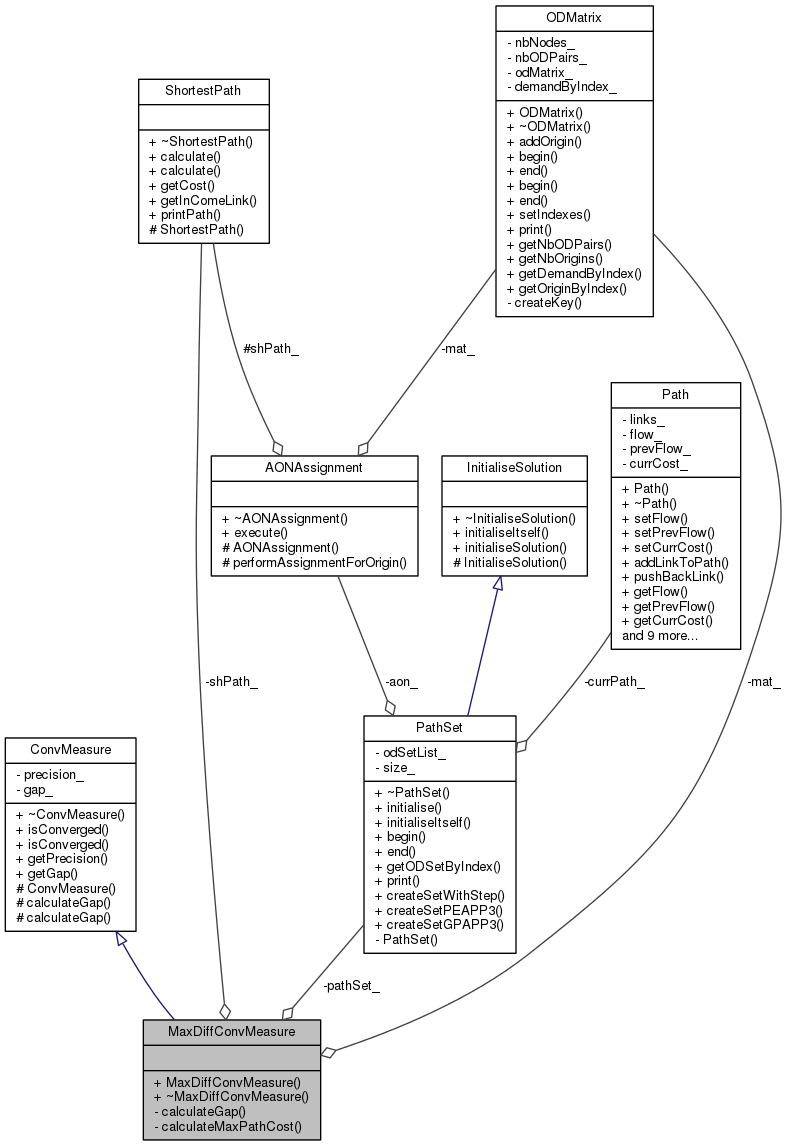 ODMatrix
- nbNodes_
- nbODPairs_
- odMatrix_
- demandByIndex_
+ ODMatrix()
+ ~ODMatrix()
+ addOrigin()
+ begin()
+ end()
+ begin()
+ end()
+ setIndexes()
+ print()
+ getNbODPairs()
+ getNbOrigins()
+ getDemandByIndex()
+ getOriginByIndex()
- createKey()
ShortestPath
+ ~ShortestPath()
+ calculate()
+ calculate()
+ getCost()
+ getInComeLink()
+ printPath()
# ShortestPath()
#shPath_
-mat_
Path
- links_
- flow_
- prevFlow_
- currCost_
+ Path()
+ ~Path()
+ setFlow()
+ setPrevFlow()
+ setCurrCost()
+ addLinkToPath()
+ pushBackLink()
+ getFlow()
+ getPrevFlow()
+ getCurrCost()
and 9 more...
AONAssignment
+ ~AONAssignment()
+ execute()
# AONAssignment()
# performAssignmentForOrigin()
InitialiseSolution
+ ~InitialiseSolution()
+ initialiseItself()
+ initialiseSolution()
# InitialiseSolution()
-shPath_
-aon_
-currPath_
-mat_
PathSet
- odSetList_
- size_
+ ~PathSet()
+ initialise()
+ initialiseItself()
+ begin()
+ end()
+ getODSetByIndex()
+ print()
+ createSetWithStep()
+ createSetPEAPP3()
+ createSetGPAPP3()
- PathSet()
ConvMeasure
- precision_
- gap_
+ ~ConvMeasure()
+ isConverged()
+ isConverged()
+ getPrecision()
+ getGap()
# ConvMeasure()
# calculateGap()
# calculateGap()
-pathSet_
MaxDiffConvMeasure
+ MaxDiffConvMeasure()
+ ~MaxDiffConvMeasure()
- calculateGap()
- calculateMaxPathCost()